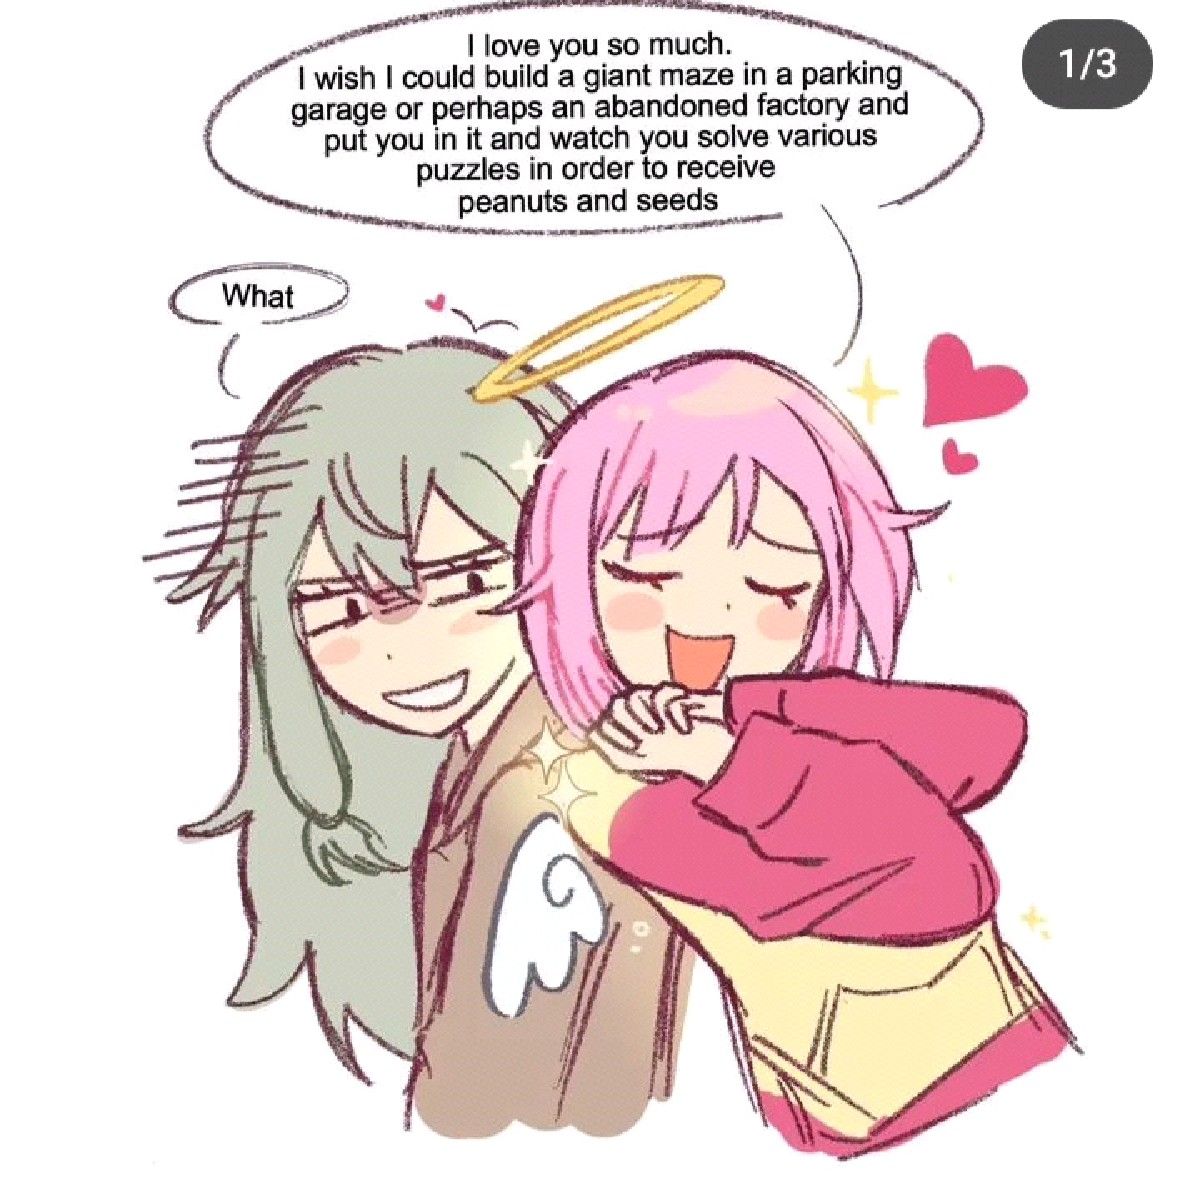 I love you so much.
I wish I could build a giant maze in a parking
garage or perhaps an abandoned factory and
put you in it and watch you solve various
puzzles in order to receive
peanuts and seeds
1/3
What